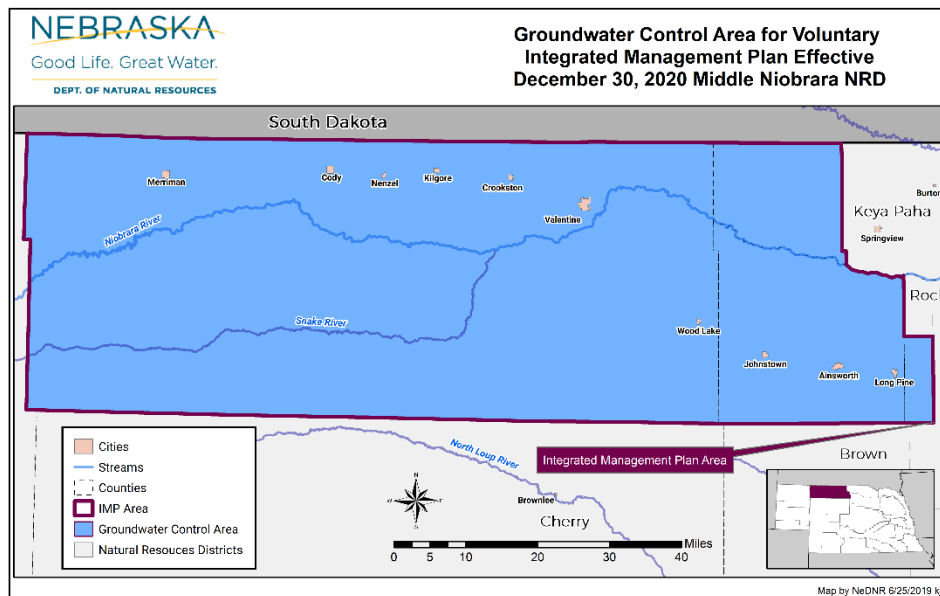 NEBRASKA
Good Life. Great Water.
DEPT. OF NATURAL RESOURCES
Groundwater Control Area for Voluntary
Integrated Management Plan Effective
December 30, 2020 Middle Niobrara NRD
South Dakota
Merriman
Cody
Nenzel
Kilgore
Crookston
Valentine
Burton
Keya Paha
Springview
Niobrara River
Rock
Snake River
Wood Lake
Johnstown
Ainsworth
Long Pine
North Loup River
Integrated Management Plan Area
Brown
Brownlee
Cherry
Cities
Streams
Counties
IMP Area
Groundwater Control Area
Natural Resouces Districts
N
Miles
0 5 10 20 30 40
Map by NeDNR 6/25/2019